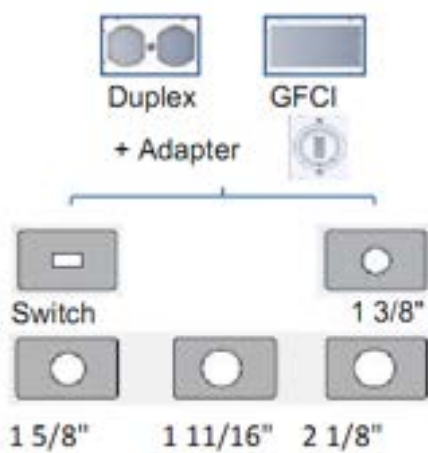 Duplex GFCI
+ Adapter
Switch 1 3/8"
1 5/8" 1 11/16" 2 1/8"